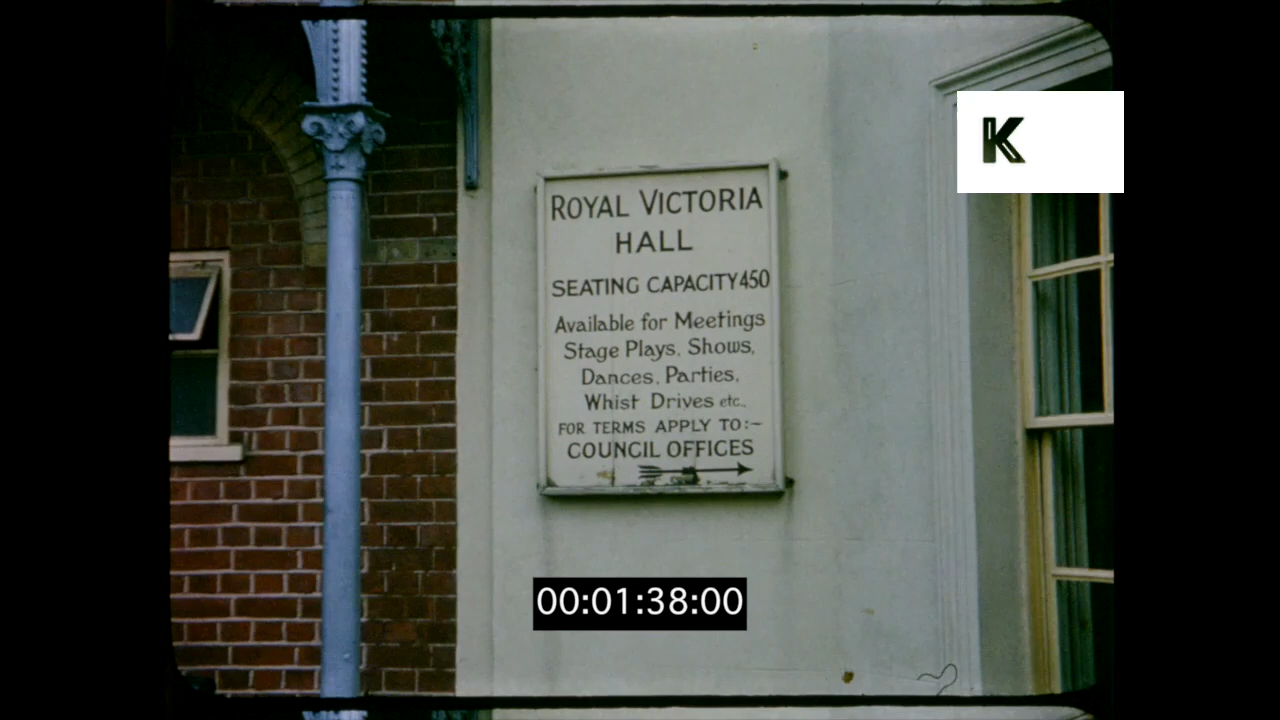 K
ROYAL VICTORIA
HALL
SEATING CAPACITY 450
Available for Meetings
Stage Plays, Shows,
Dances, Parties,
Whist Drives etc.,
FOR TERMS APPLY TO:-
COUNCIL OFFICES
00:01:38:00